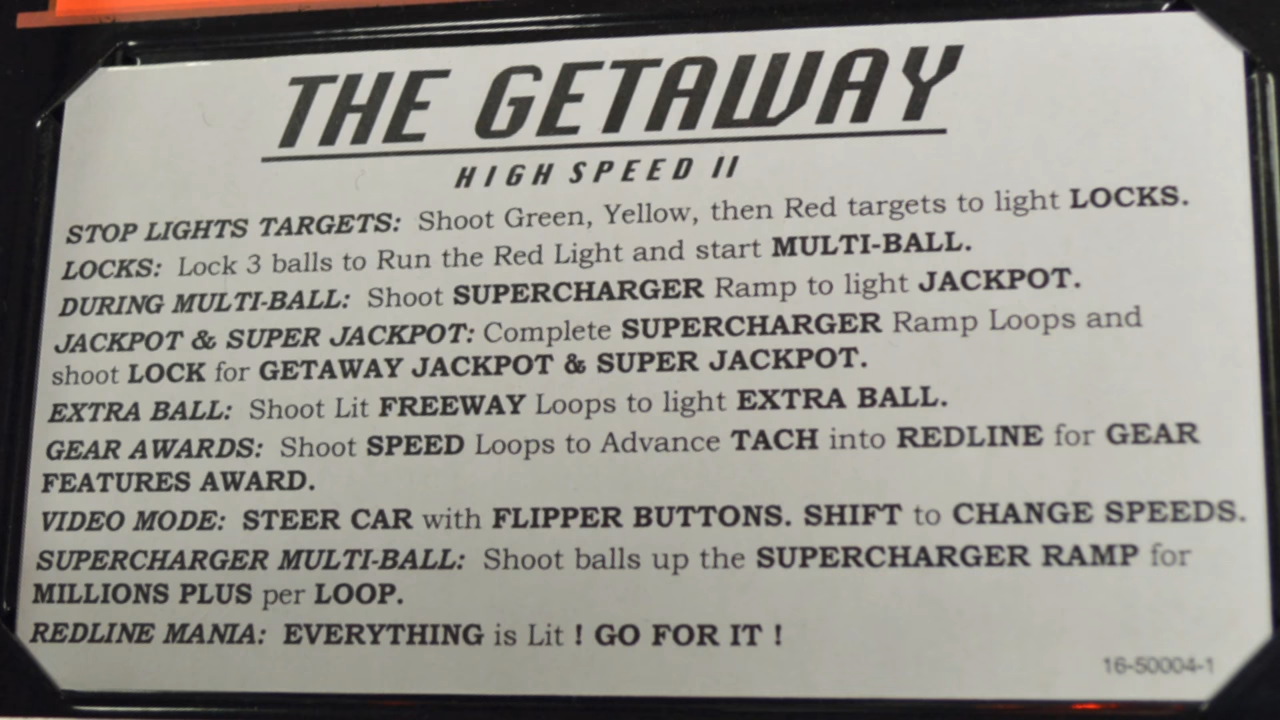 THE GETAWAY
HIGH SPEED II
STOP LIGHTS TARGETS: Shoot Green, Yellow, then Red targets to light LOCKS.
LOCKS: Lock 3 balls to Run the Red Light and start MULTI-BALL.
DURING MULTI-BALL: Shoot SUPERCHARGER Ramp to light JACKPOT.
JACKPOT & SUPER JACKPOT: Complete SUPERCHARGER Ramp Loops and
shoot LOCK for GETAWAY JACKPOT & SUPER JACKPOT.
EXTRA BALL: Shoot Lit FREEWAY Loops to light EXTRA BALL.
GEAR AWARDS: Shoot SPEED Loops to Advance TACH into REDLINE for GEAR
FEATURES AWARD.
VIDEO MODE: STEER CAR with FLIPPER BUTTONS. SHIFT to CHANGE SPEEDS.
SUPERCHARGER MULTI-BALL: Shoot balls up the SUPERCHARGER RAMP for
MILLIONS PLUS per LOOP.
REDLINE MANIA: EVERYTHING is Lit ! GO FOR IT !
16-50004-1